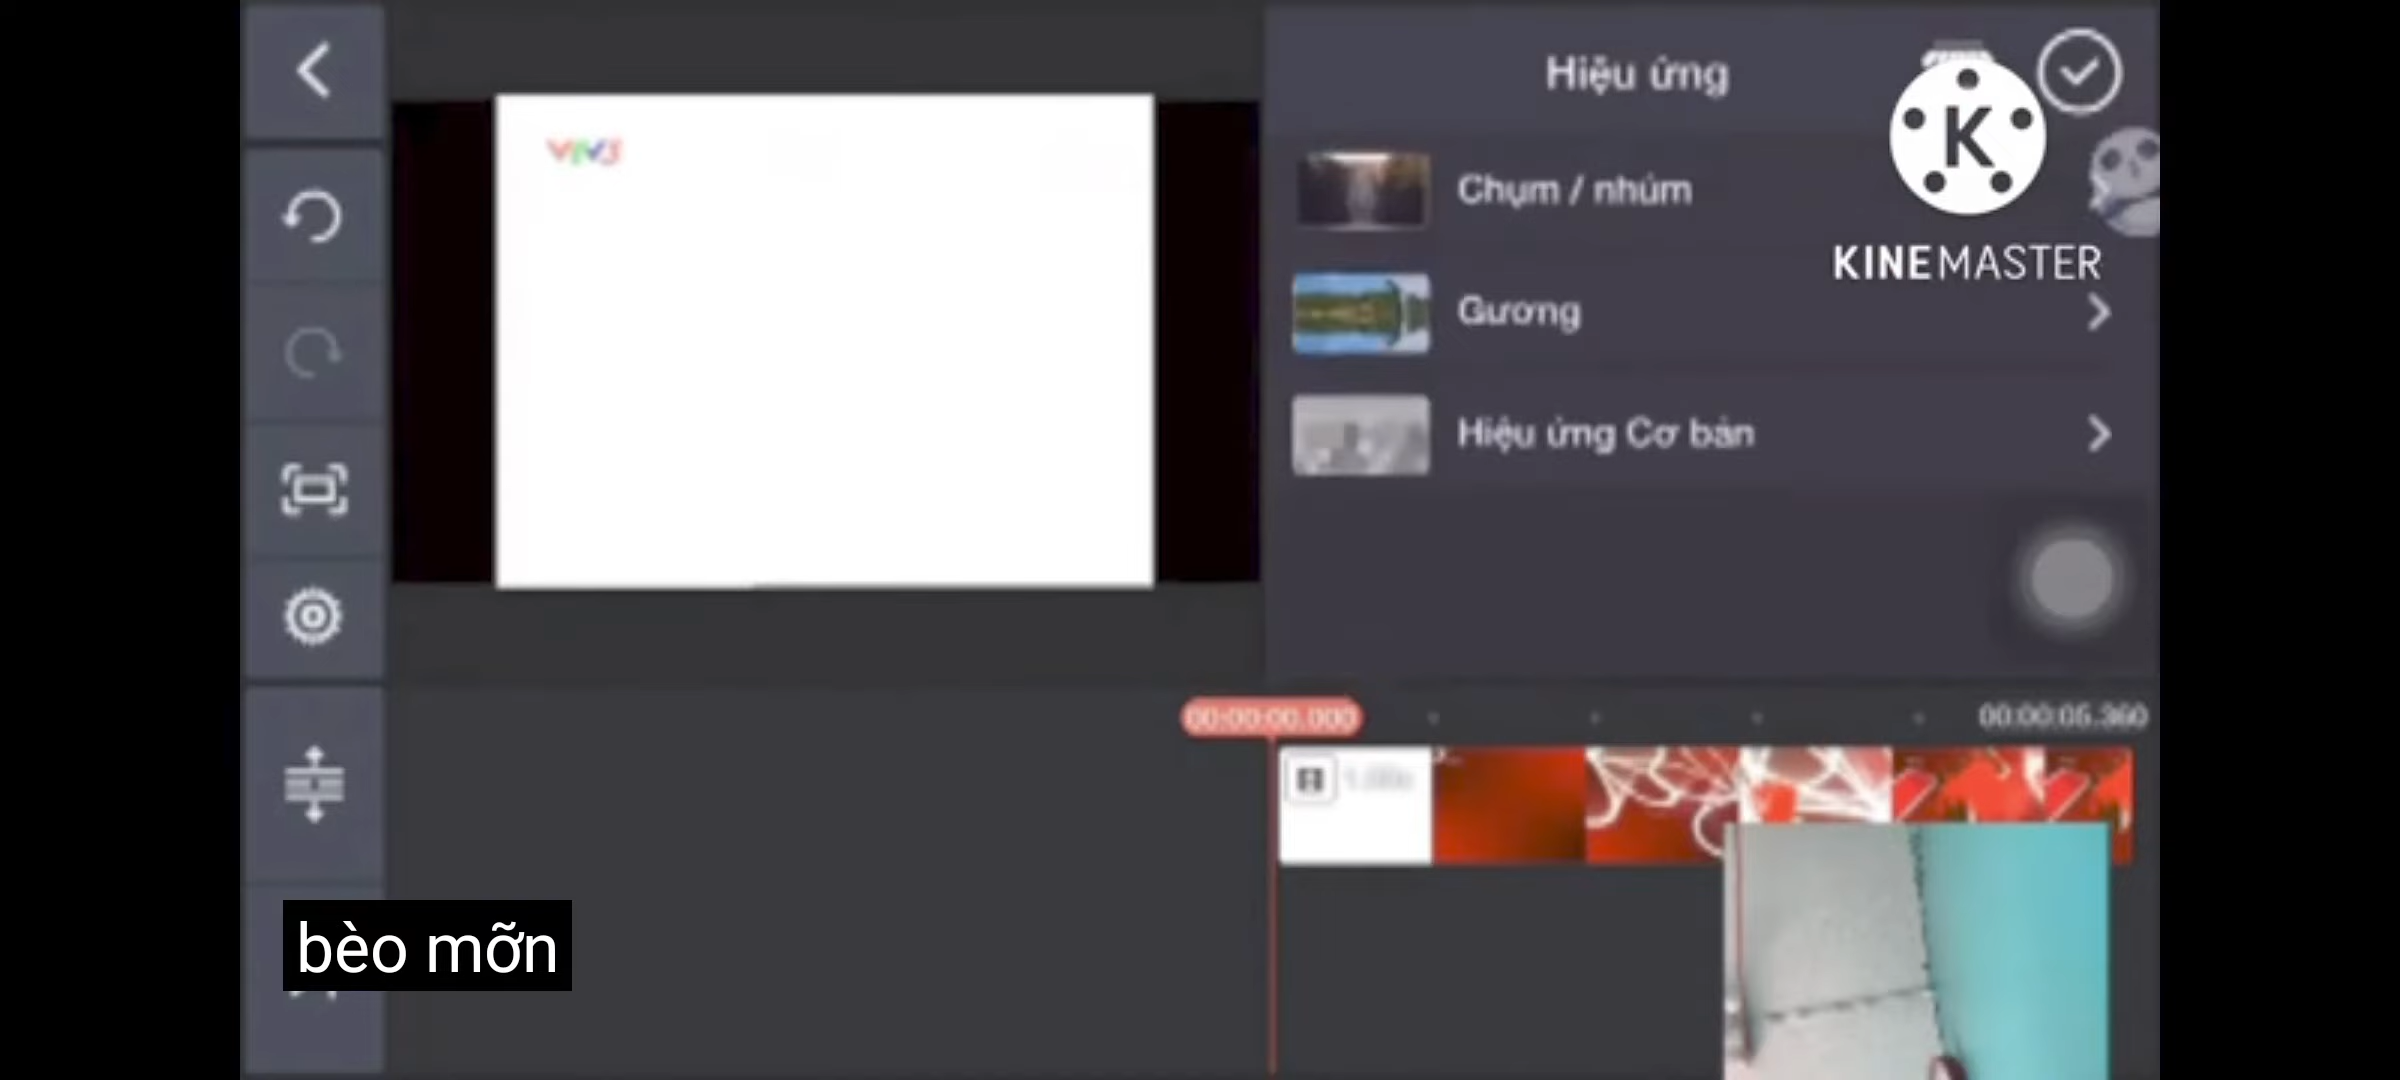 Hiệu ứng
K
KINEMASTER
VTV3
Chụm / nhúm
Gương
Hiệu ứng Cơ bản
00:00:00.000
00:00:05.360
bèo mỡn